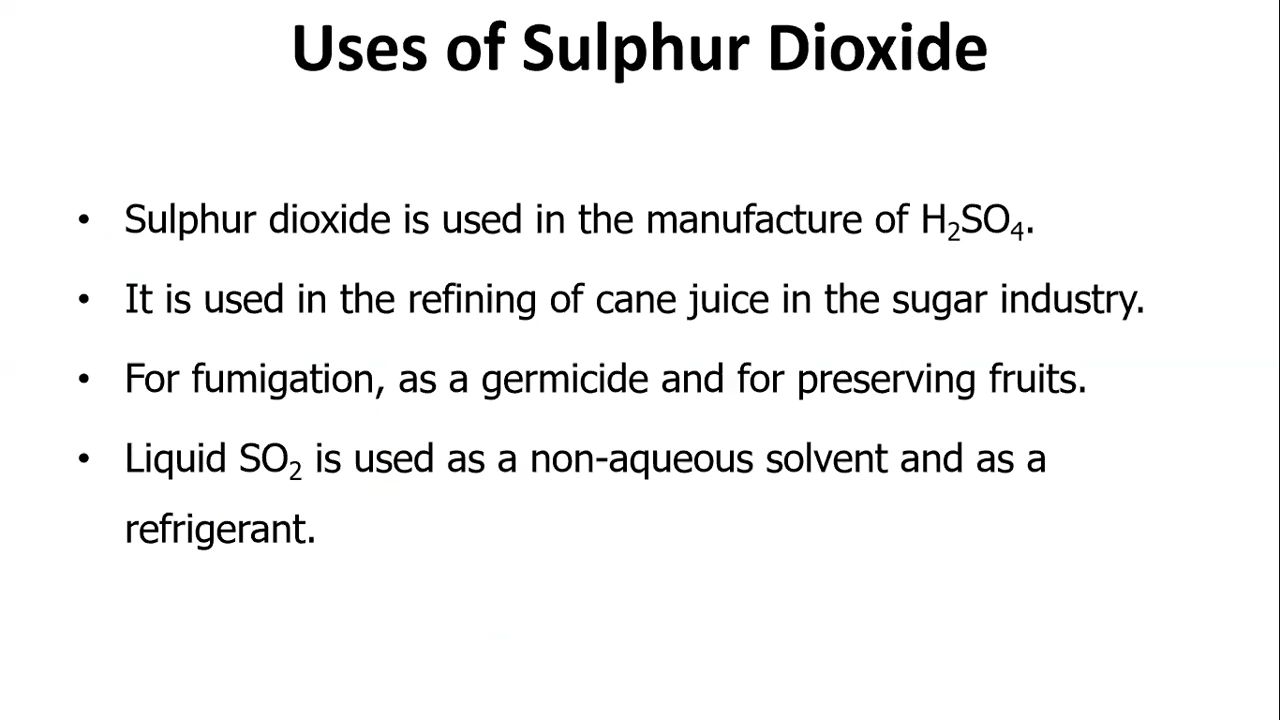 Uses of Sulphur Dioxide
• Sulphur dioxide is used in the manufacture of H₂SO₄.
• It is used in the refining of cane juice in the sugar industry.
• For fumigation, as a germicide and for preserving fruits.
• Liquid SO₂ is used as a non-aqueous solvent and as a
refrigerant.